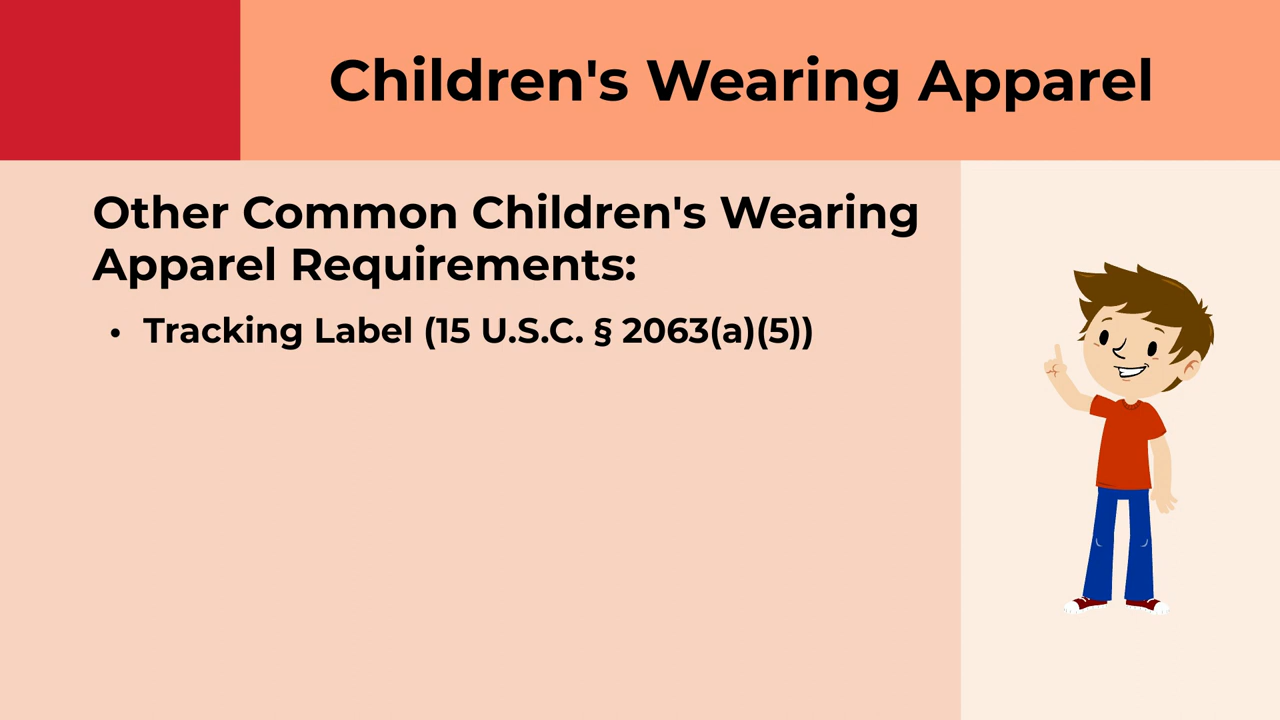 Children's Wearing Apparel
Other Common Children's Wearing
Apparel Requirements:
• Tracking Label (15 U.S.C. § 2063(a)(5))